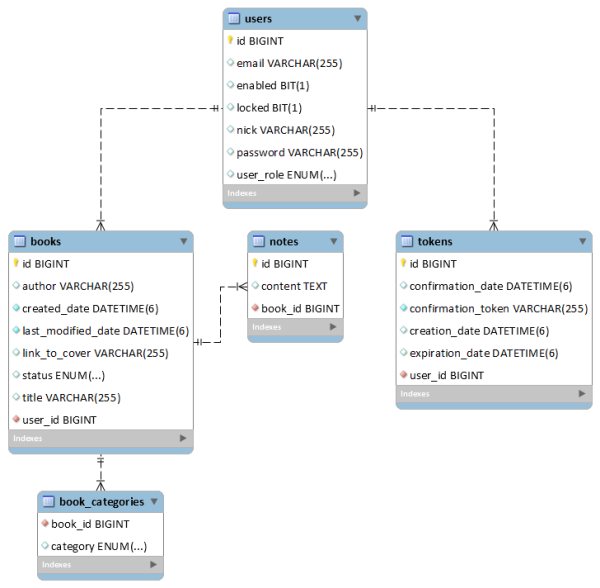 users
id BIGINT
email VARCHAR(255)
enabled BIT(1)
locked BIT(1)
nick VARCHAR(255)
password VARCHAR(255)
user_role ENUM(...)
Indexes
books
id BIGINT
author VARCHAR(255)
created_date DATETIME(6)
last_modified_date DATETIME(6)
link_to_cover VARCHAR(255)
status ENUM(...)
title VARCHAR(255)
user_id BIGINT
Indexes
notes
id BIGINT
content TEXT
book_id BIGINT
Indexes
tokens
id BIGINT
confirmation_date DATETIME(6)
confirmation_token VARCHAR(255)
creation_date DATETIME(6)
expiration_date DATETIME(6)
user_id BIGINT
Indexes
book_categories
book_id BIGINT
category ENUM(...)
Indexes